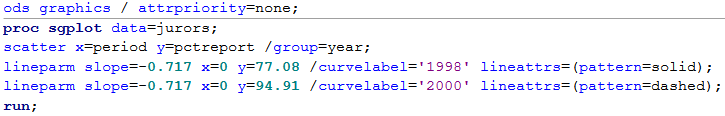 ods graphics / attrpriority=none;
proc sgplot data=jurors;
scatter x=period y=pctreport /group=year;
lineparm slope=-0.717 x=0 y=77.08 /curvelabel='1998' lineattrs=(pattern=solid);
lineparm slope=-0.717 x=0 y=94.91 /curvelabel='2000' lineattrs=(pattern=dashed);
run;